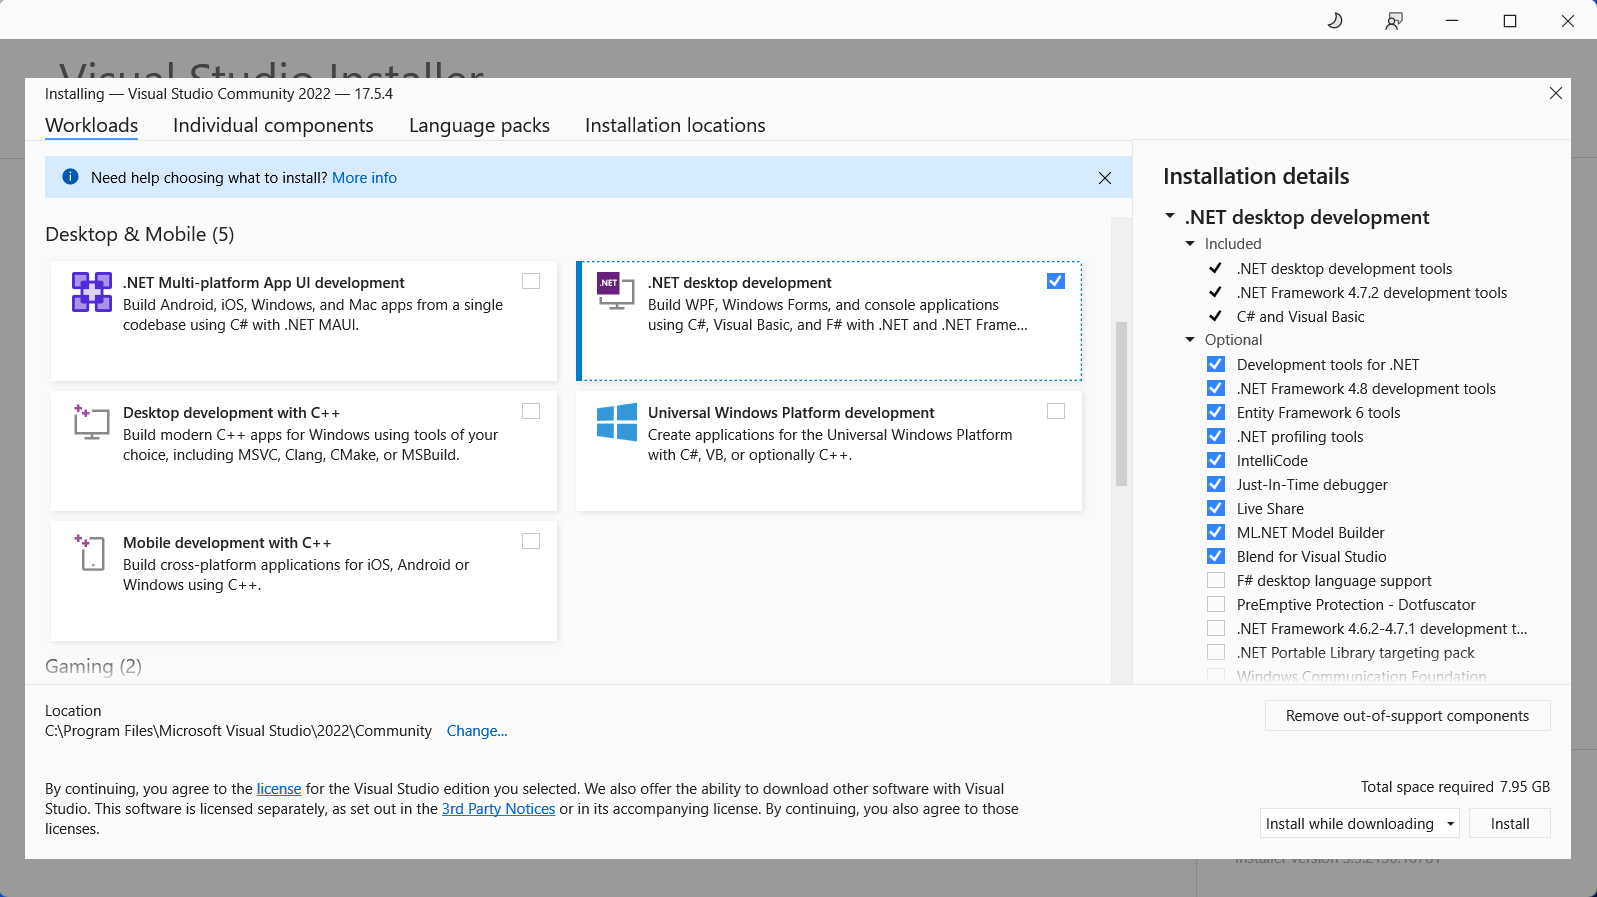 Visual Studio Installer
Installing — Visual Studio Community 2022 — 17.5.4
Workloads
Individual components
Language packs
Installation locations
Need help choosing what to install? More info
Desktop & Mobile (5)
.NET Multi-platform App UI development
Build Android, iOS, Windows, and Mac apps from a single
codebase using C# with .NET MAUI.
.NET
.NET desktop development
Build WPF, Windows Forms, and console applications
using C#, Visual Basic, and F# with .NET and .NET Frame...
Desktop development with C++
Build modern C++ apps for Windows using tools of your
choice, including MSVC, Clang, CMake, or MSBuild.
Universal Windows Platform development
Create applications for the Universal Windows Platform
with C#, VB, or optionally C++.
Mobile development with C++
Build cross-platform applications for iOS, Android or
Windows using C++.
Gaming (2)
Installation details
.NET desktop development
Included
.NET desktop development tools
.NET Framework 4.7.2 development tools
C# and Visual Basic
Optional
Development tools for .NET
.NET Framework 4.8 development tools
Entity Framework 6 tools
.NET profiling tools
IntelliCode
Just-In-Time debugger
Live Share
ML.NET Model Builder
Blend for Visual Studio
F# desktop language support
PreEmptive Protection - Dotfuscator
.NET Framework 4.6.2-4.7.1 development t...
.NET Portable Library targeting pack
Windows Communication Foundation
Location
C:\Program Files\Microsoft Visual Studio\2022\Community Change...
Remove out-of-support components
By continuing, you agree to the license for the Visual Studio edition you selected. We also offer the ability to download other software with Visual
Studio. This software is licensed separately, as set out in the 3rd Party Notices or in its accompanying license. By continuing, you also agree to those
licenses.
Total space required 7.95 GB
Install while downloading
Install
Installer version